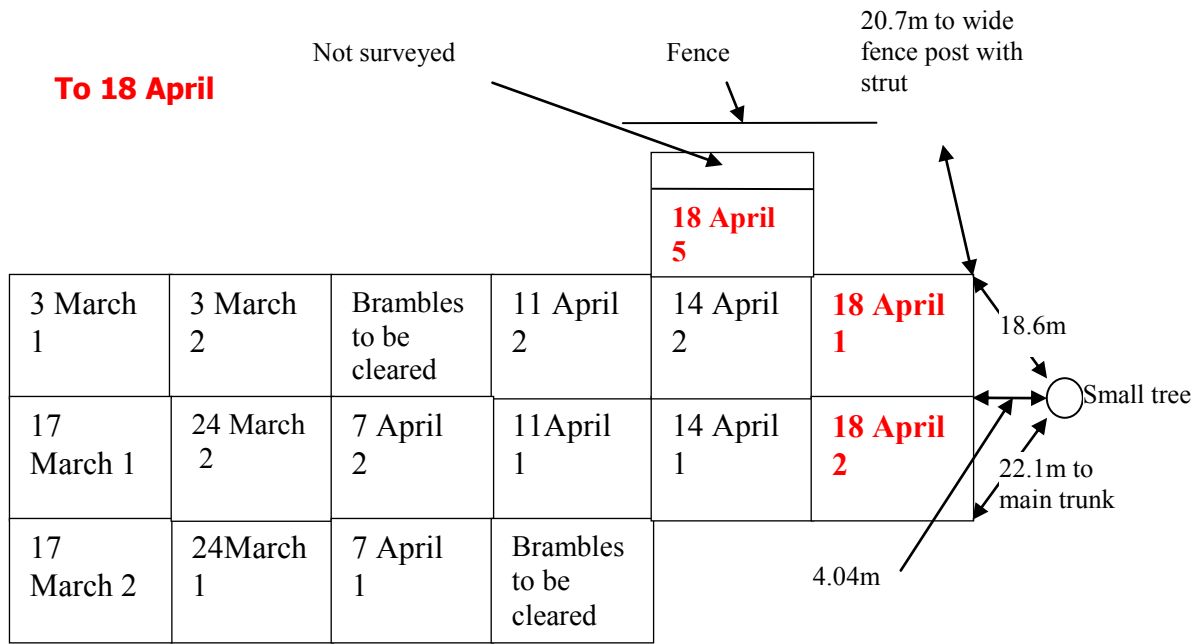 20.7m to wide
fence post with
strut
Not surveyed
Fence
To 18 April
18 April
5
3 March
1
3 March
2
Brambles
to be
cleared
11 April
2
14 April
2
18 April
1
18.6m
Small tree
17
March 1
24 March
2
7 April
2
11April
1
14 April
1
18 April
2
22.1m to
main trunk
17
March 2
24March
1
7 April
1
Brambles
to be
cleared
4.04m